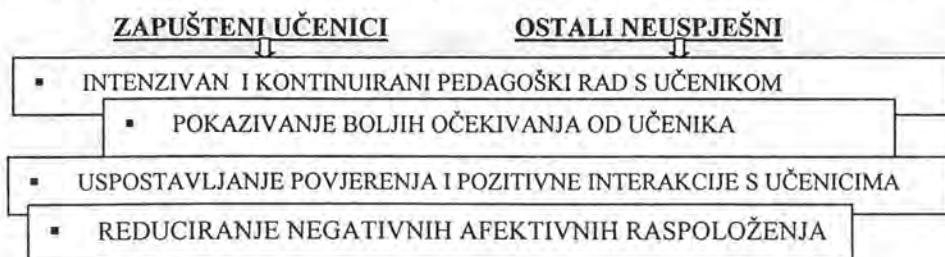 ZAPUŠTENI UČENICI OSTALI NEUSPJEŠNI
▪ INTENZIVAN I KONTINUIRANI PEDAGOŠKI RAD S UČENIKOM
▪ POKAZIVANJE BOLJIH OČEKIVANJA OD UČENIKA
▪ USPOSTAVLJANJE POVJERENJA I POZITIVNE INTERAKCIJE S UČENICIMA
▪ REDUCIRANJE NEGATIVNIH AFEKTIVNIH RASPOLOŽENJA